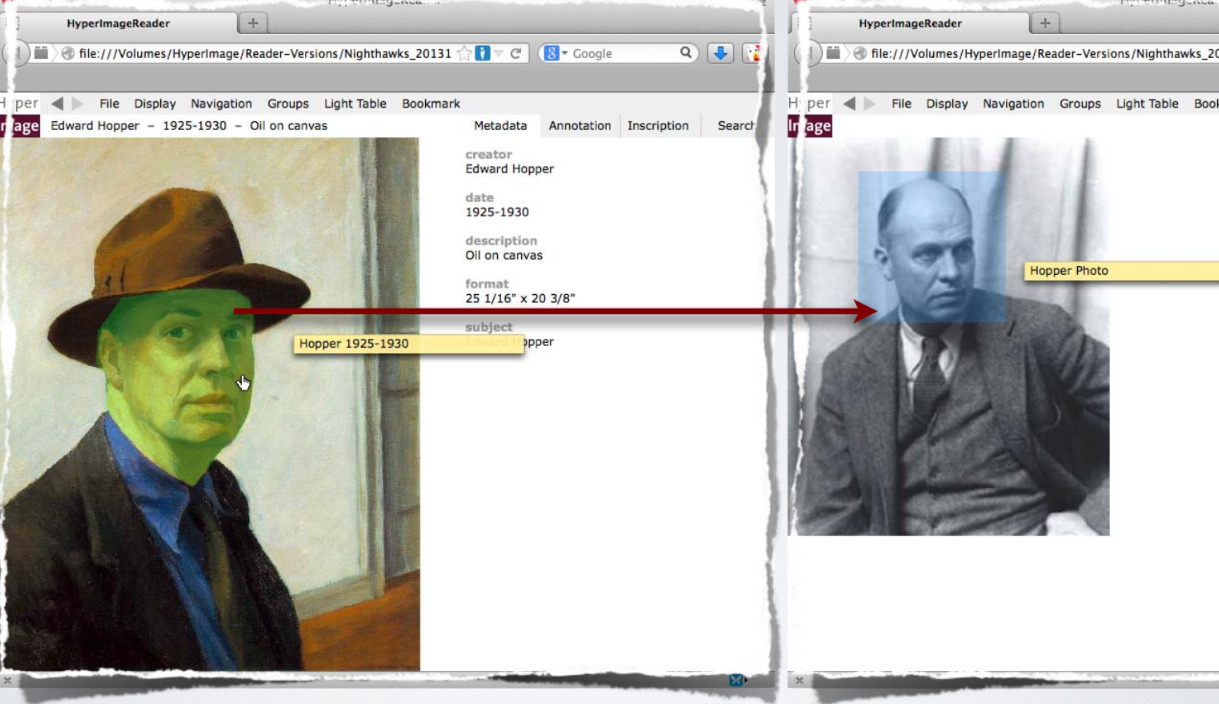 HyperImageReader
file:///Volumes/HyperImage/Reader-Versions/Nighthawks_20131
Google
per File Display Navigation Groups Light Table Bookmark
age Edward Hopper – 1925-1930 – Oil on canvas
Metadata Annotation Inscription Search
creator
Edward Hopper
date
1925-1930
description
Oil on canvas
format
25 1/16" x 20 3/8"
subject
Edward Hopper
Hopper 1925-1930
HyperImageReader
file:///Volumes/HyperImage/Reader-Versions/Nighthawks_20
Hyper File Display Navigation Groups Light Table Book
Image
Hopper Photo